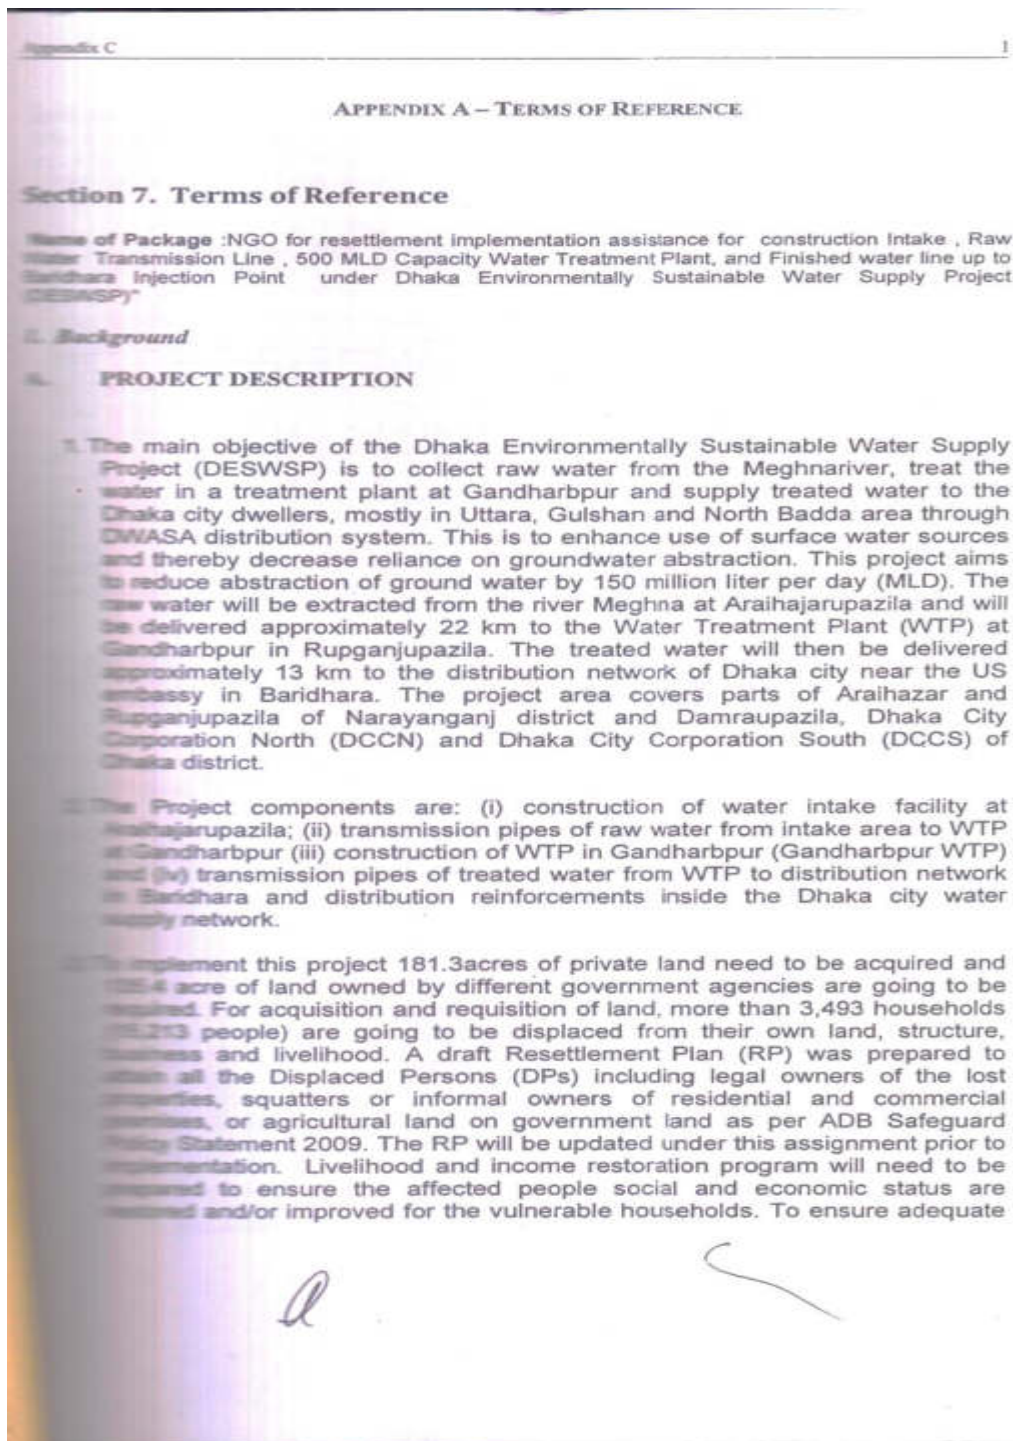 Appendix C 1
APPENDIX A – TERMS OF REFERENCE
Section 7. Terms of Reference
Name of Package :NGO for resettlement implementation assistance for construction Intake , Raw
Water Transmission Line , 500 MLD Capacity Water Treatment Plant, and Finished water line up to
Baridhara Injection Point under Dhaka Environmentally Sustainable Water Supply Project
(DESWSP)"
Background
PROJECT DESCRIPTION
1. The main objective of the Dhaka Environmentally Sustainable Water Supply
Project (DESWSP) is to collect raw water from the Meghnariver, treat the
water in a treatment plant at Gandharbpur and supply treated water to the
Dhaka city dwellers, mostly in Uttara, Gulshan and North Badda area through
DWASA distribution system. This is to enhance use of surface water sources
and thereby decrease reliance on groundwater abstraction. This project aims
to reduce abstraction of ground water by 150 million liter per day (MLD). The
raw water will be extracted from the river Meghna at Araihajarupazila and will
be delivered approximately 22 km to the Water Treatment Plant (WTP) at
Gandharbpur in Rupganjupazila. The treated water will then be delivered
approximately 13 km to the distribution network of Dhaka city near the US
embassy in Baridhara. The project area covers parts of Araihazar and
Rupganjupazila of Narayanganj district and Damraupazila, Dhaka City
Corporation North (DCCN) and Dhaka City Corporation South (DCCS) of
Dhaka district.
The Project components are: (i) construction of water intake facility at
Araihajarupazila; (ii) transmission pipes of raw water from intake area to WTP
at Gandharbpur (iii) construction of WTP in Gandharbpur (Gandharbpur WTP)
and (iv) transmission pipes of treated water from WTP to distribution network
in Baridhara and distribution reinforcements inside the Dhaka city water
supply network.
To implement this project 181.3acres of private land need to be acquired and
acre of land owned by different government agencies are going to be
For acquisition and requisition of land, more than 3,493 households
people) are going to be displaced from their own land, structure,
business and livelihood. A draft Resettlement Plan (RP) was prepared to
all the Displaced Persons (DPs) including legal owners of the lost
properties, squatters or informal owners of residential and commercial
premises, or agricultural land on government land as per ADB Safeguard
Policy Statement 2009. The RP will be updated under this assignment prior to
implementation. Livelihood and income restoration program will need to be
prepared to ensure the affected people social and economic status are
restored and/or improved for the vulnerable households. To ensure adequate